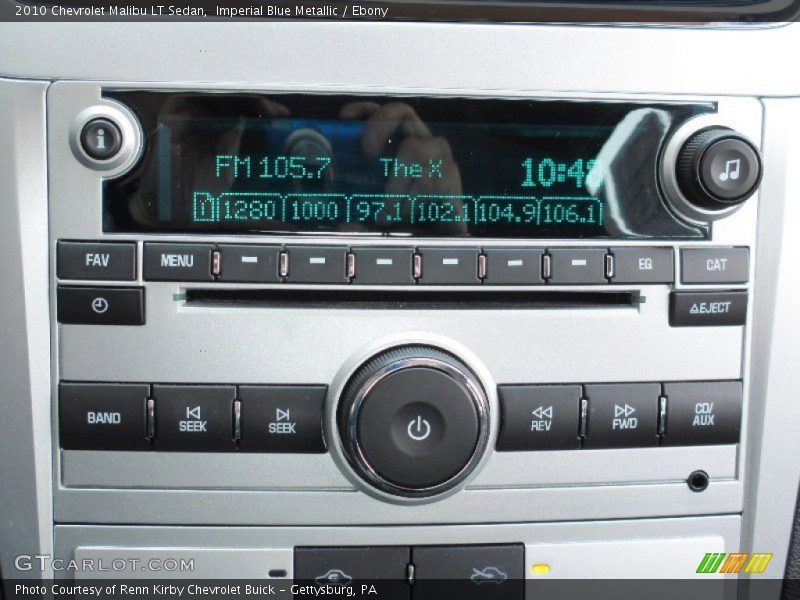 2010 Chevrolet Malibu LT Sedan, Imperial Blue Metallic / Ebony
i
FM 105.7 The X
1 1280 1000 97.1 102.1 104.9 106.1
FAV MENU EQ CAT
EJECT
BAND SEEK SEEK REV FWD CD/
AUX
GTCARLOT.COM
Photo Courtesy of Renn Kirby Chevrolet Buick - Gettysburg, PA